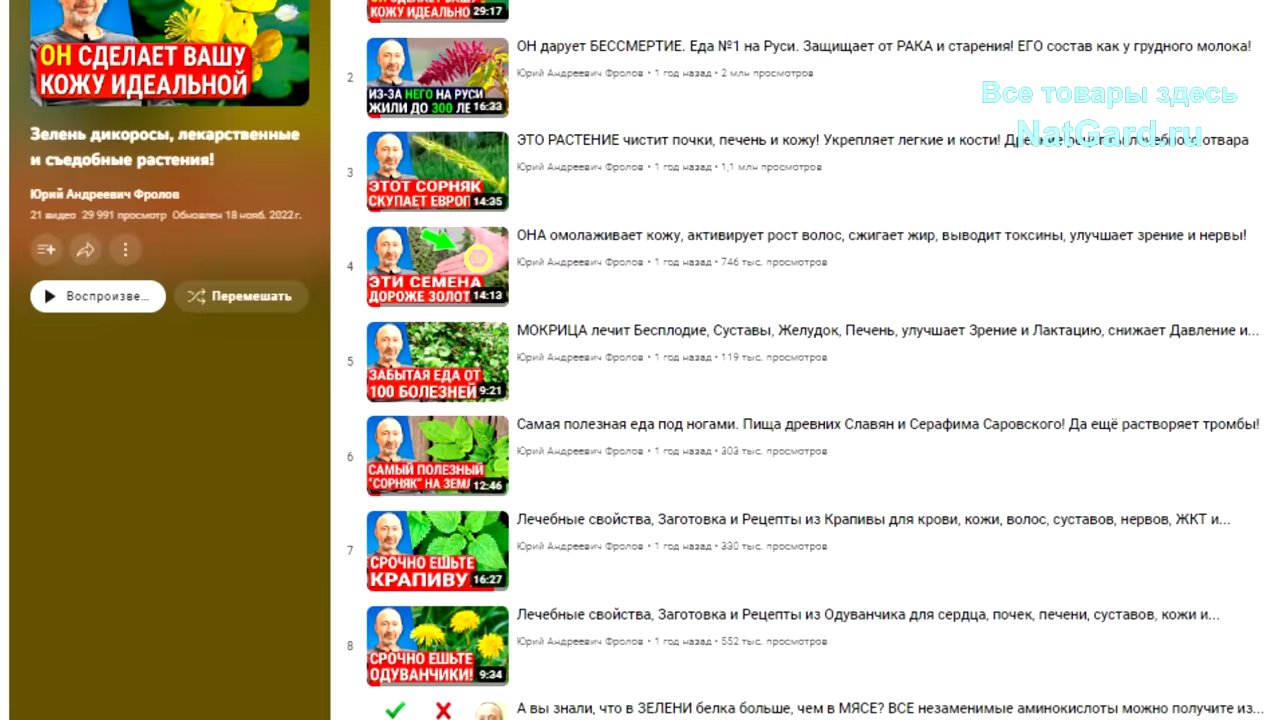 ОН СДЕЛАЕТ ВАШУ
КОЖУ ИДЕАЛЬНОЙ
Зелень дикоросы, лекарственные
и съедобные растения!
Юрий Андреевич Фролов
21 видео 29 991 просмотр Обновлен 18 нояб. 2022 г.
Воспроизве...
Перемешать
КОЖУ ИДЕАЛЬНО
29:17
2
ИЗ-ЗА НЕГО НА РУСИ
ЖИЛИ ДО 300 ЛЕ
16:33
ОН дарует БЕССМЕРТИЕ. Еда №1 на Руси. Защищает от РАКА и старения! ЕГО состав как у грудного молока!
Юрий Андреевич Фролов • 1 год назад • 2 млн просмотров
Все товары здесь
NatGard.ru
3
ЭТОТ СОРНЯК
СКУПАЕТ ЕВРОП
14:35
ЭТО РАСТЕНИЕ чистит почки, печень и кожу! Укрепляет легкие и кости! отвара
Юрий Андреевич Фролов • 1 год назад • 1,1 млн просмотров
4
ЭТИ СЕМЕНА
ДОРОЖЕ ЗОЛОТ
14:13
ОНА омолаживает кожу, активирует рост волос, сжигает жир, выводит токсины, улучшает зрение и нервы!
Юрий Андреевич Фролов • 1 год назад • 746 тыс. просмотров
5
ЗАБЫТАЯ ЕДА ОТ
100 БОЛЕЗНЕЙ
9:21
МОКРИЦА лечит Бесплодие, Суставы, Желудок, Печень, улучшает Зрение и Лактацию, снижает Давление и...
Юрий Андреевич Фролов • 1 год назад • 119 тыс. просмотров
6
САМЫЙ ПОЛЕЗНЫЙ
"СОРНЯК" НА ЗЕМЛ
12:46
Самая полезная еда под ногами. Пища древних Славян и Серафима Саровского! Да ещё растворяет тромбы!
Юрий Андреевич Фролов • 1 год назад • 303 тыс. просмотров
7
СРОЧНО ЕШЬТЕ
КРАПИВУ
16:27
Лечебные свойства, Заготовка и Рецепты из Крапивы для крови, кожи, волос, суставов, нервов, ЖКТ и...
Юрий Андреевич Фролов • 1 год назад • 330 тыс. просмотров
8
СРОЧНО ЕШЬТЕ
ОДУВАНЧИКИ!
9:34
Лечебные свойства, Заготовка и Рецепты из Одуванчика для сердца, почек, печени, суставов, кожи и...
Юрий Андреевич Фролов • 1 год назад • 552 тыс. просмотров
А вы знали, что в ЗЕЛЕНИ белка больше, чем в МЯСЕ? ВСЕ незаменимые аминокислоты можно получите из...